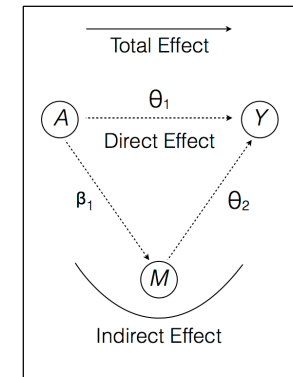 Total Effect
θ₁
A Y
Direct Effect
β₁ θ₂
M
Indirect Effect